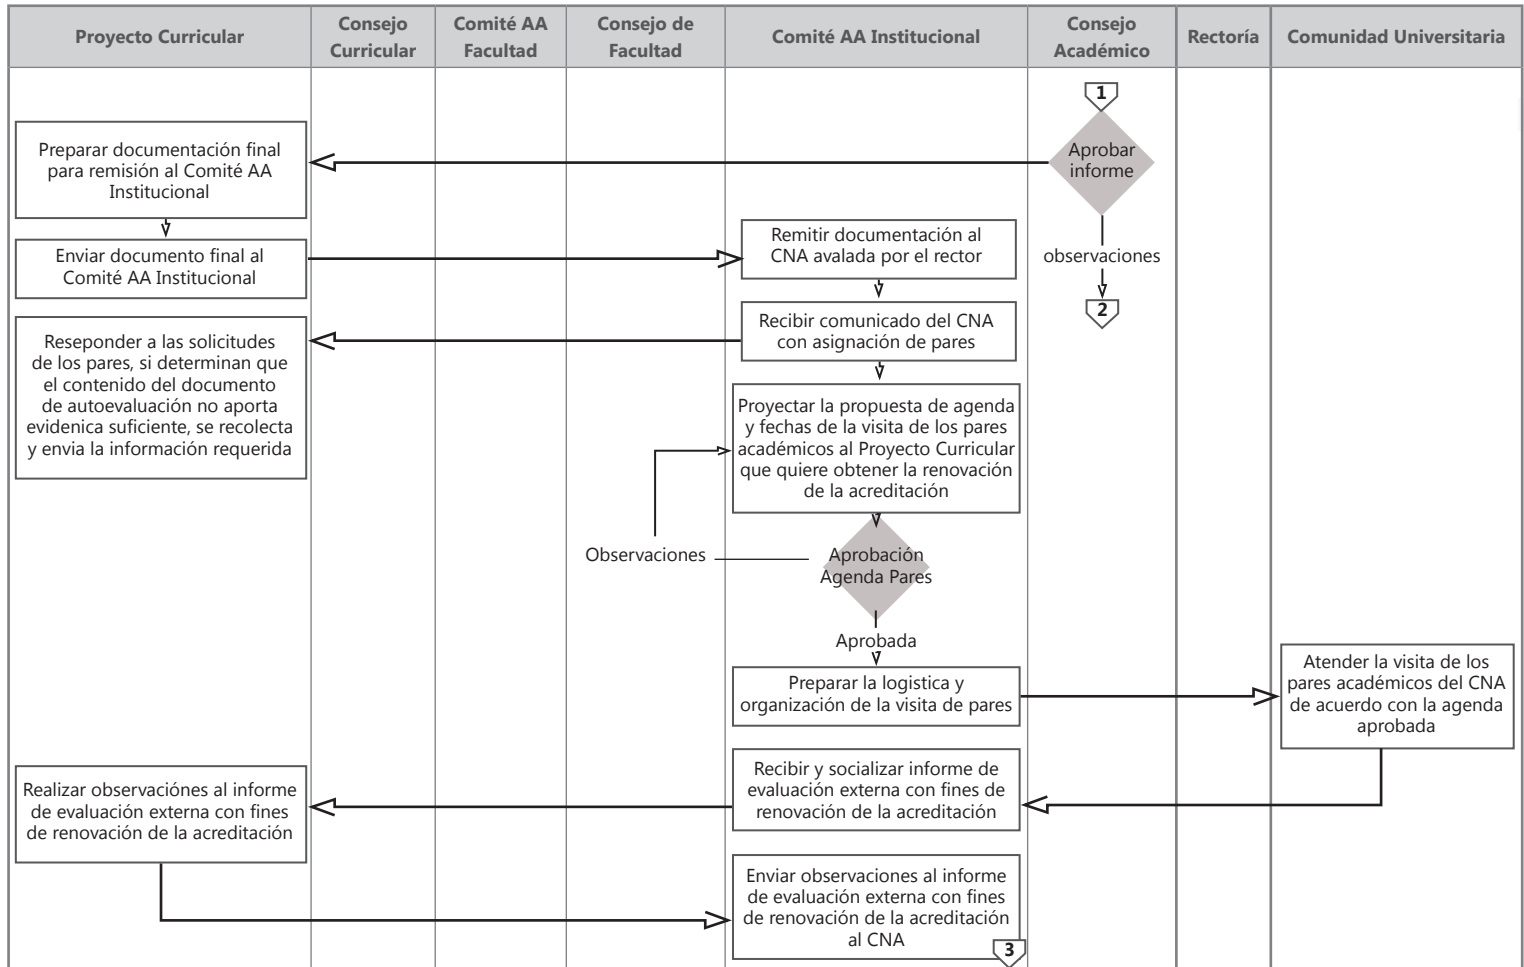 Proyecto Curricular
Consejo
Curricular
Comité AA
Facultad
Consejo de
Facultad
Comité AA Institucional
Consejo
Académico
Rectoría
Comunidad Universitaria
1
Aprobar
informe
Preparar documentación final
para remisión al Comité AA
Institucional
Enviar documento final al
Comité AA Institucional
Remitir documentación al
CNA avalada por el rector
observaciones
2
Recibir comunicado del CNA
con asignación de pares
Reseponder a las solicitudes
de los pares, si determinan que
el contenido del documento
de autoevaluación no aporta
evidenica suficiente, se recolecta
y envia la información requerida
Proyectar la propuesta de agenda
y fechas de la visita de los pares
académicos al Proyecto Curricular
que quiere obtener la renovación
de la acreditación
Observaciones
Aprobación
Agenda Pares
Aprobada
Preparar la logistica y
organización de la visita de pares
Atender la visita de los
pares académicos del CNA
de acuerdo con la agenda
aprobada
Recibir y socializar informe de
evaluación externa con fines de
renovación de la acreditación
Realizar observaciónes al informe
de evaluación externa con fines
de renovación de la acreditación
Enviar observaciones al informe
de evaluación externa con fines
de renovación de la acreditación
al CNA
3